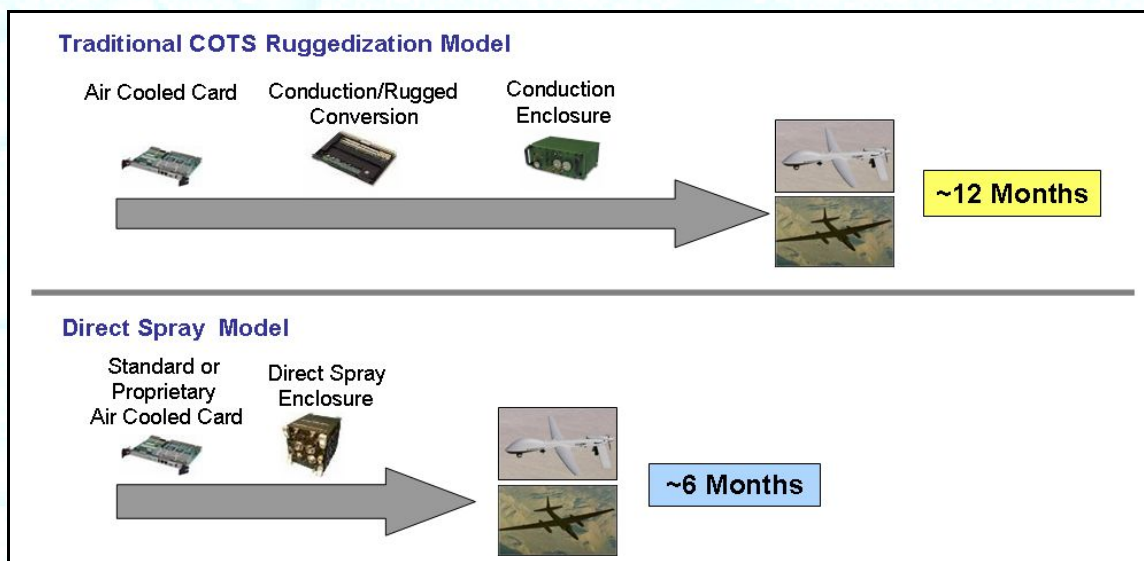 Traditional COTS Ruggedization Model
Air Cooled Card
Conduction/Rugged
Conversion
Conduction
Enclosure
~12 Months
Direct Spray Model
Standard or
Proprietary
Air Cooled Card
Direct Spray
Enclosure
~6 Months